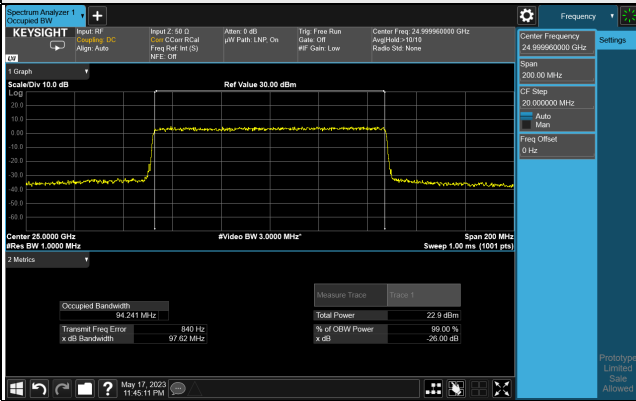 Spectrum Analyzer 1
Occupied BW
Frequency
KEYSIGHT
Input: RF
Coupling: DC
Align: Auto
Input Z: 50 Ω
Corr CCorr RCal
Freq Ref: Int (S)
NFE: Off
Atten: 0 dB
µW Path: LNP, On
Trig: Free Run
Gate: Off
#IF Gain: Low
Center Freq: 24.999960000 GHz
Avg|Hold:>10/10
Radio Std: None
LXI
Center Frequency
24.999960000 GHz
Settings
Span
200.00 MHz
CF Step
20.000000 MHz
Auto
Man
Freq Offset
0 Hz
1 Graph
Scale/Div 10.0 dB
Ref Value 30.00 dBm
Log
20.0
10.0
0.00
-10.0
-20.0
-30.0
-40.0
-50.0
-60.0
Center 25.0000 GHz
#Video BW 3.0000 MHz*
Span 200 MHz
#Res BW 1.0000 MHz
Sweep 1.00 ms (1001 pts)
2 Metrics
Measure Trace
Trace 1
Occupied Bandwidth
94.241 MHz
Total Power
22.9 dBm
Transmit Freq Error
840 Hz
% of OBW Power
99.00 %
x dB Bandwidth
97.62 MHz
x dB
-26.00 dB
Prototype
Limited
Sale
Allowed
May 17, 2023
11:45:11 PM